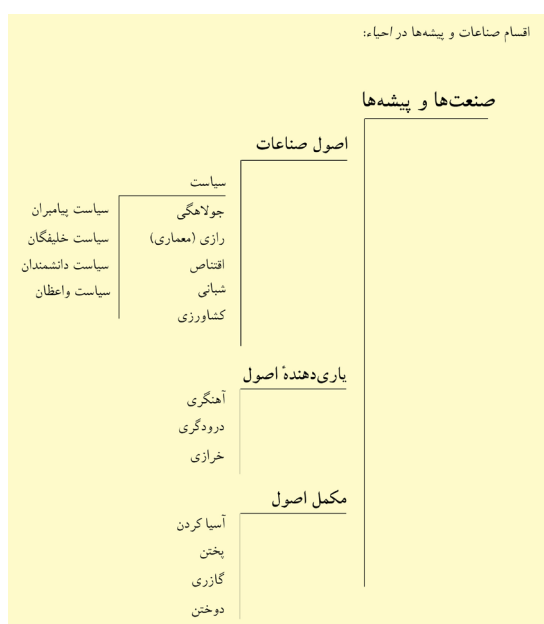 اقسام صناعات و پیشه‌ها در احیاء:
صنعت‌ها و پیشه‌ها
اصول صناعات
سیاست
سیاست پیامبران
سیاست خلیفگان
سیاست دانشمندان
سیاست واعظان
جولاهگی
رازی (معماری)
اقتناص
شبانی
کشاورزی
یاری‌دهندهٔ اصول
آهنگری
درودگری
خرازی
مکمل اصول
آسیا کردن
پختن
گازری
دوختن